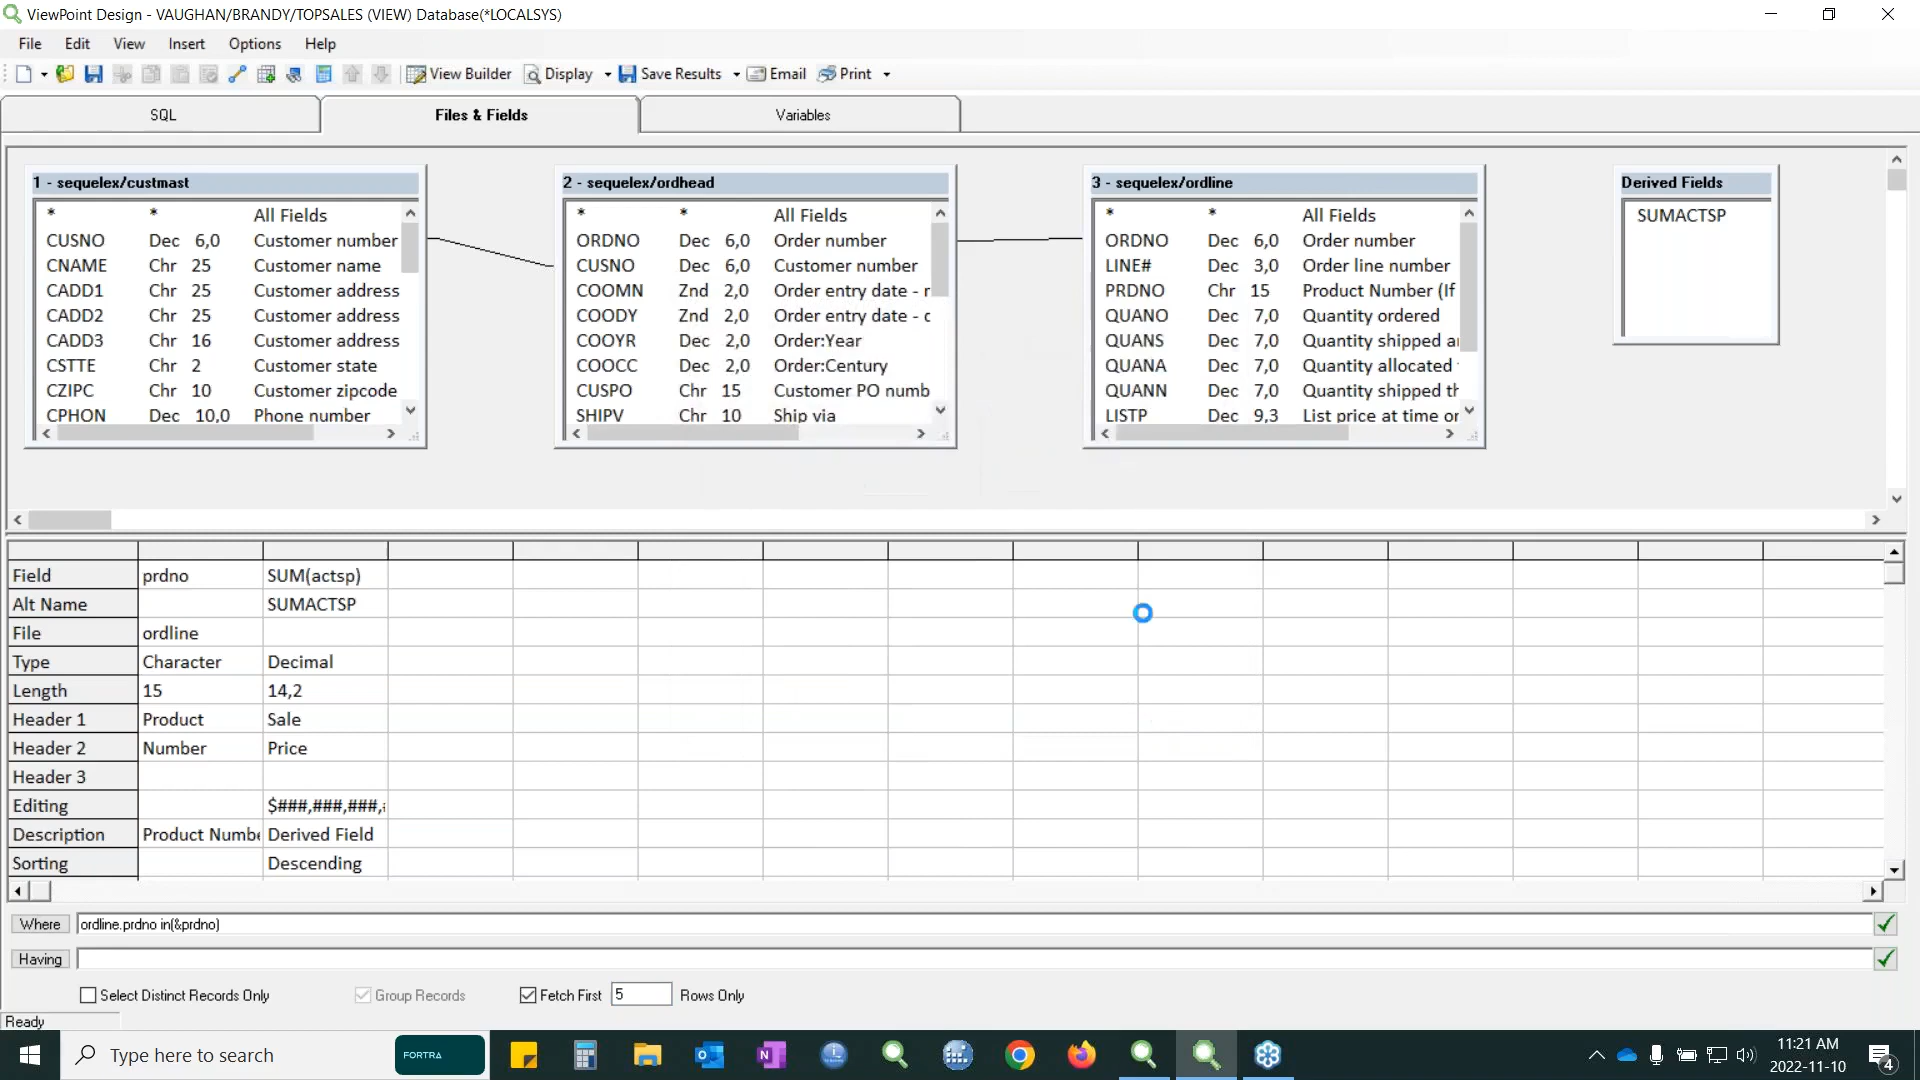 ViewPoint Design - VAUGHAN/BRANDY/TOPSALES (VIEW) Database(*LOCALSYS)
File Edit View Insert Options Help
View Builder Display Save Results Email Print
SQL Files & Fields Variables
1 - sequelex/custmast
* * All Fields
CUSNO Dec 6,0 Customer number
CNAME Chr 25 Customer name
CADD1 Chr 25 Customer address
CADD2 Chr 25 Customer address
CADD3 Chr 16 Customer address
CSTTE Chr 2 Customer state
CZIPC Chr 10 Customer zipcode
CPHON Dec 10,0 Phone number
2 - sequelex/ordhead
* * All Fields
ORDNO Dec 6,0 Order number
CUSNO Dec 6,0 Customer number
COOMN Znd 2,0 Order entry date -
COODY Znd 2,0 Order entry date -
COOYR Dec 2,0 Order:Year
COOCC Dec 2,0 Order:Century
CUSPO Chr 15 Customer PO numb
SHIPV Chr 10 Ship via
3 - sequelex/ordline
* * All Fields
ORDNO Dec 6,0 Order number
LINE# Dec 3,0 Order line number
PRDNO Chr 15 Product Number (If
QUANO Dec 7,0 Quantity ordered
QUANS Dec 7,0 Quantity shipped
QUANA Dec 7,0 Quantity allocated
QUANN Dec 7,0 Quantity shipped
LISTP Dec 9,3 List price at time
Derived Fields
SUMACTSP
Field prdno SUM(actsp)
Alt Name SUMACTSP
File ordline
Type Character Decimal
Length 15 14,2
Header 1 Product Sale
Header 2 Number Price
Header 3
Editing $###,###,###,
Description Product Numbe Derived Field
Sorting Descending
Where ordline.prdno in(&prdno)
Having
Select Distinct Records Only Group Records Fetch First 5 Rows Only
Ready
Type here to search FORTRA 11:21 AM
2022-11-10 4